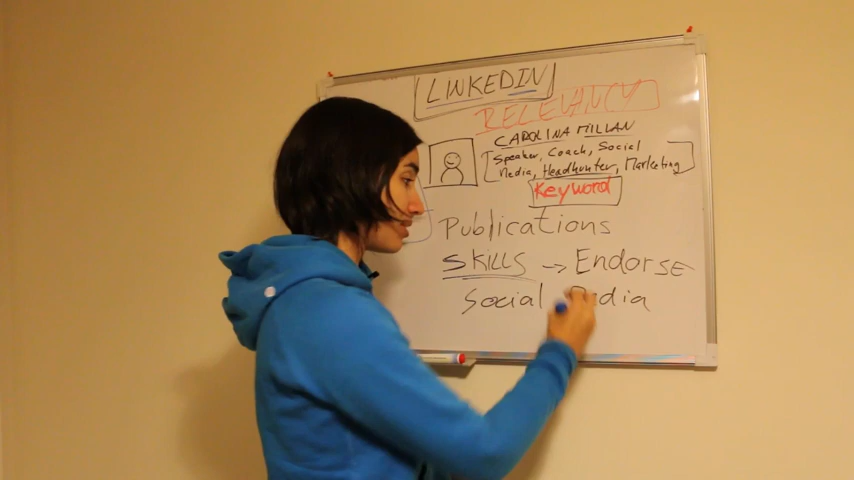 LINKEDIN
RELEVANCY
CAROLINA MILLAN
Speaker, Coach, Social
Media, Headhunter, Marketing
Keyword
Publications
SKILLS → Endorse
Social Media